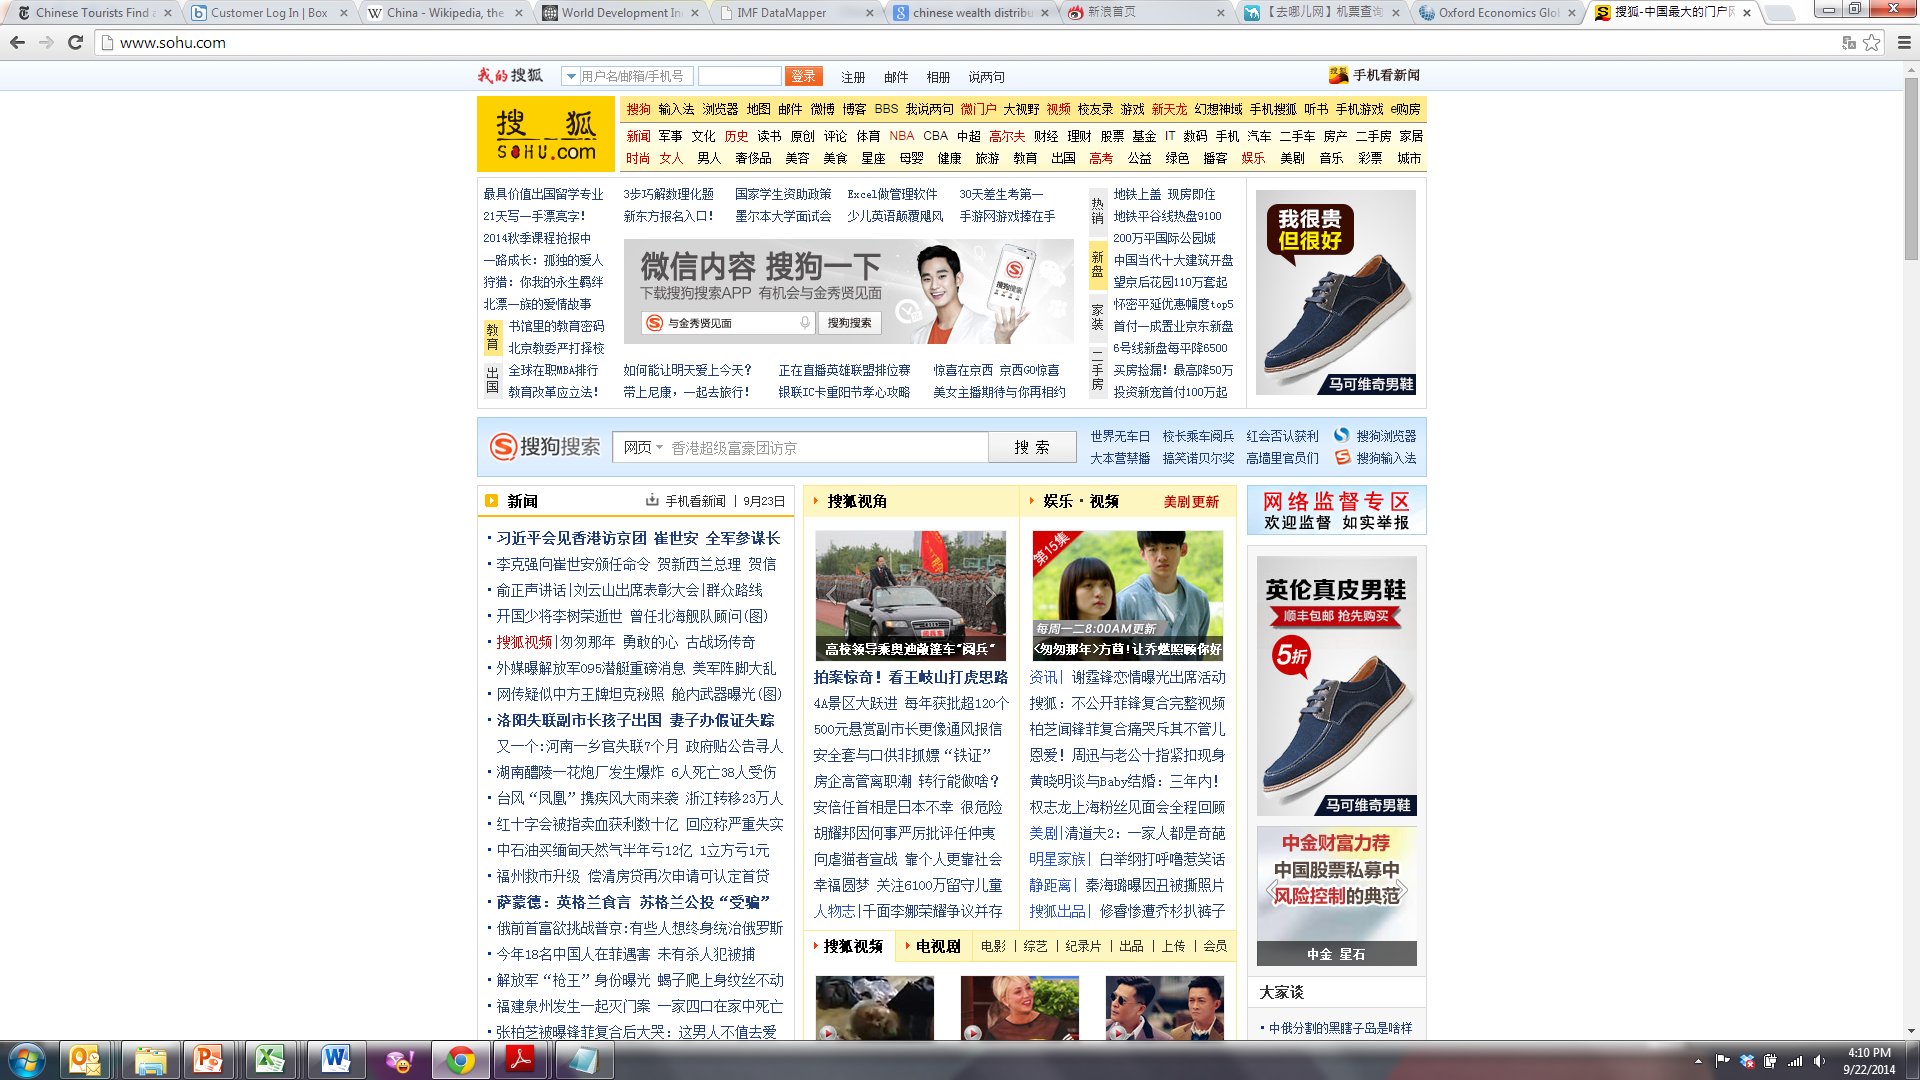 Chinese Tourists Find a
Customer Log In | Box
China - Wikipedia, the
World Development In
IMF DataMapper
chinese wealth distribu
新浪首页
【去哪儿网】机票查询
Oxford Economics Glo
搜狐-中国最大的门户网
www.sohu.com
我的搜狐 用户名/邮箱/手机号 登录 注册 邮件 相册 说两句 手机看新闻
搜狐
SOHU.com
搜狗 输入法 浏览器 地图 邮件 微博 博客 BBS 我说两句 微门户 大视野 视频 校友录 游戏 新天龙 幻想神域 手机搜狐 听书 手机游戏 e购房
新闻 军事 文化 历史 读书 原创 评论 体育 NBA CBA 中超 高尔夫 财经 理财 股票 基金 IT 数码 手机 汽车 二手车 房产 二手房 家居
时尚 女人 男人 奢侈品 美容 美食 星座 母婴 健康 旅游 教育 出国 高考 公益 绿色 播客 娱乐 美剧 音乐 彩票 城市
最具价值出国留学专业
21天写一手漂亮字!
2014秋季课程抢报中
一路成长: 孤独的爱人
狩猎: 你我的永生羁绊
北漂一族的爱情故事
教育
书馆里的教育密码
北京教委严打择校
出国
全球在职MBA排行
教育改革应立法!
3步巧解数理化题 国家学生资助政策 Excel做管理软件 30天差生考第一
新东方报名入口! 墨尔本大学面试会 少儿英语颠覆飓风 手游网游戏捧在手
微信内容 搜狗一下
下载搜狗搜索APP 有机会与金秀贤见面
与金秀贤见面 搜狗搜索
搜狗搜索
如何能让明天爱上今天? 正在直播英雄联盟排位赛 惊喜在京西 京西GO惊喜
带上尼康，一起去旅行! 银联IC卡重阳节孝心攻略 美女主播期待与你再相约
热销
新盘
家装
二手房
地铁上盖 现房即住
地铁平谷线热盘9100
200万平国际公园城
中国当代十大建筑开盘
望京后花园110万套起
怀密平延优惠幅度top5
首付一成置业京东新盘
6号线新盘每平降6500
买房捡漏! 最高降50万
投资新宠首付100万起
我很贵
但很好
马可维奇男鞋
搜狗搜索 网页 香港超级富豪团访京 搜 索
世界无车日 校长乘车阅兵 红会否认获利 搜狗浏览器
大本营禁播 搞笑诺贝尔奖 高墙里官员们 搜狗输入法
新闻 手机看新闻 | 9月23日
习近平会见香港访京团 崔世安 全军参谋长
李克强向崔世安颁任命令 贺新西兰总理 贺信
俞正声讲话|刘云山出席表彰大会|群众路线
开国少将李树荣逝世 曾任北海舰队顾问(图)
搜狐视频|匆匆那年 勇敢的心 古战场传奇
外媒曝解放军095潜艇重磅消息 美军阵脚大乱
网传疑似中方王牌坦克秘照 舱内武器曝光(图)
洛阳失联副市长孩子出国 妻子办假证失踪
又一个:河南一乡官失联7个月 政府贴公告寻人
湖南醴陵一花炮厂发生爆炸 6人死亡38人受伤
台风“凤凰”携疾风大雨来袭 浙江转移23万人
红十字会被指卖血获利数十亿 回应称严重失实
中石油买缅甸天然气半年亏12亿 1立方亏1元
福州救市升级 偿清房贷再次申请可认定首贷
萨蒙德: 英格兰食言 苏格兰公投“受骗”
俄前首富欲挑战普京:有些人想终身统治俄罗斯
今年18名中国人在菲遇害 未有杀人犯被捕
解放军“枪王”身份曝光 蝎子爬上身纹丝不动
福建泉州发生一起灭门案 一家四口在家中死亡
张柏芝被曝锋菲复合后大哭: 这男人不值去爱
搜狐视角
高校领导乘奥迪敞篷车“阅兵”
拍案惊奇! 看王岐山打虎思路
4A景区大跃进 每年获批超120个
500元悬赏副市长更像通风报信
安全套与口供非抓嫖“铁证”
房企高管离职潮 转行能做啥?
安倍任首相是日本不幸 很危险
胡耀邦因何事严厉批评任仲夷
向虐猫者宣战 靠个人更靠社会
幸福圆梦 关注6100万留守儿童
人物志|千面李娜荣耀争议并存
娱乐·视频 美剧更新
第15集
每周一二8:00AM更新
<匆匆那年>方茴!让乔燃照顾你好
资讯| 谢霆锋恋情曝光出席活动
搜狐: 不公开菲锋复合完整视频
柏芝闻锋菲复合痛哭斥其不管儿
恩爱! 周迅与老公十指紧扣现身
黄晓明谈与Baby结婚: 三年内!
权志龙上海粉丝见面会全程回顾
美剧|清道夫2: 一家人都是奇葩
明星家族| 白举纲打呼噜惹笑话
静距离| 秦海璐曝因丑被撕照片
搜狐出品| 修睿惨遭乔杉扒裤子
搜狐视频 电视剧 电影 | 综艺 | 纪录片 | 出品 | 上传 | 会员
网络监督专区
欢迎监督 如实举报
英伦真皮男鞋
顺丰包邮 抢先购买
5折
马可维奇男鞋
中金财富力荐
中国股票私募中
风险控制的典范
中金 星石
大家谈
中俄分割的黑瞎子岛是啥样
4:10 PM
9/22/2014